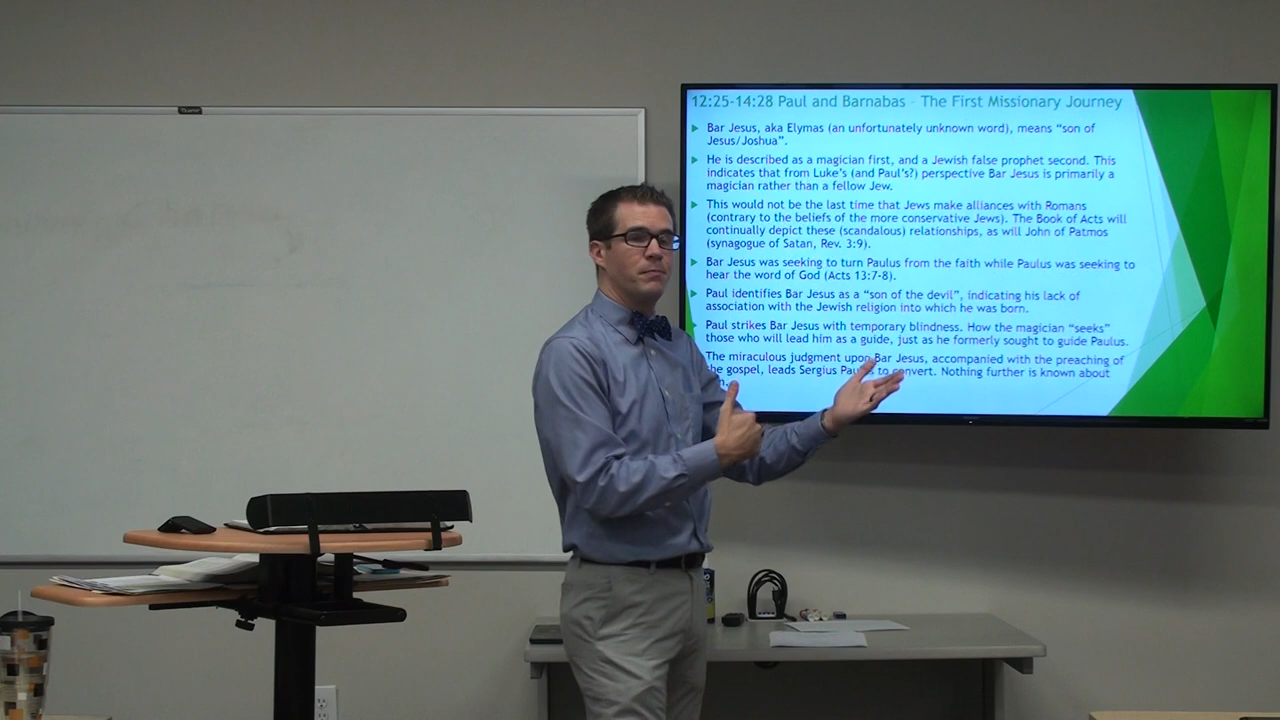 12:25-14:28 Paul and Barnabas – The First Missionary Journey
Bar Jesus, aka Elymas (an unfortunately unknown word), means “son of
Jesus/Joshua”.
He is described as a magician first, and a Jewish false prophet second. This
indicates that from Luke’s (and Paul’s?) perspective Bar Jesus is primarily a
magician rather than a fellow Jew.
This would not be the last time that Jews make alliances with Romans
(contrary to the beliefs of the more conservative Jews). The Book of Acts will
continually depict these (scandalous) relationships, as will John of Patmos
(synagogue of Satan, Rev. 3:9).
Bar Jesus was seeking to turn Paulus from the faith while Paulus was seeking to
hear the word of God (Acts 13:7-8).
Paul identifies Bar Jesus as a “son of the devil”, indicating his lack of
association with the Jewish religion into which he was born.
Paul strikes Bar Jesus with temporary blindness. How the magician “seeks”
those who will lead him as a guide, just as he formerly sought to guide Paulus.
The miraculous judgment upon Bar Jesus, accompanied with the preaching of
the gospel, leads Sergius Paulus to convert. Nothing further is known about